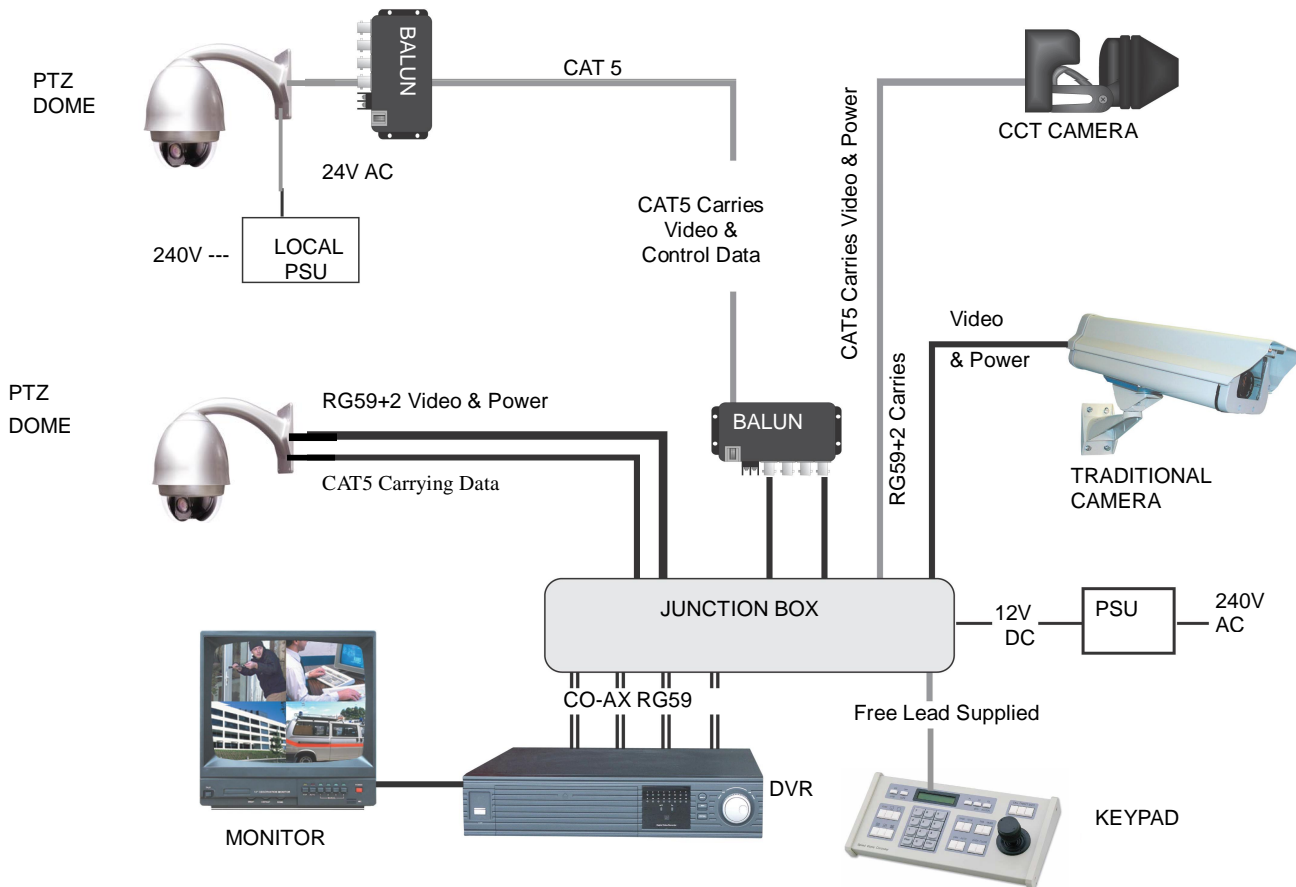 PTZ
DOME
BALUN
CAT 5
24V AC
240V ---
LOCAL
PSU
CAT5 Carries
Video &
Control Data
CAT5 Carries Video & Power
CCT CAMERA
RG59+2 Carries
Video
& Power
TRADITIONAL
CAMERA
PTZ
DOME
RG59+2 Video & Power
CAT5 Carrying Data
BALUN
JUNCTION BOX
12V
DC
PSU
240V
AC
CO-AX RG59
Free Lead Supplied
MONITOR
DVR
KEYPAD